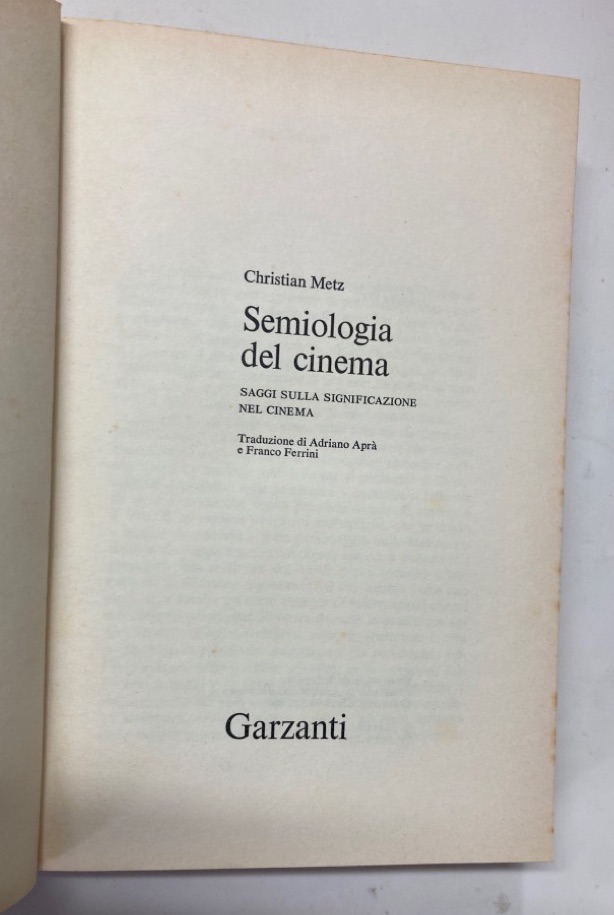 Christian Metz
Semiologia
del cinema
SAGGI SULLA SIGNIFICAZIONE
NEL CINEMA
Traduzione di Adriano Aprà
e Franco Ferrini
Garzanti